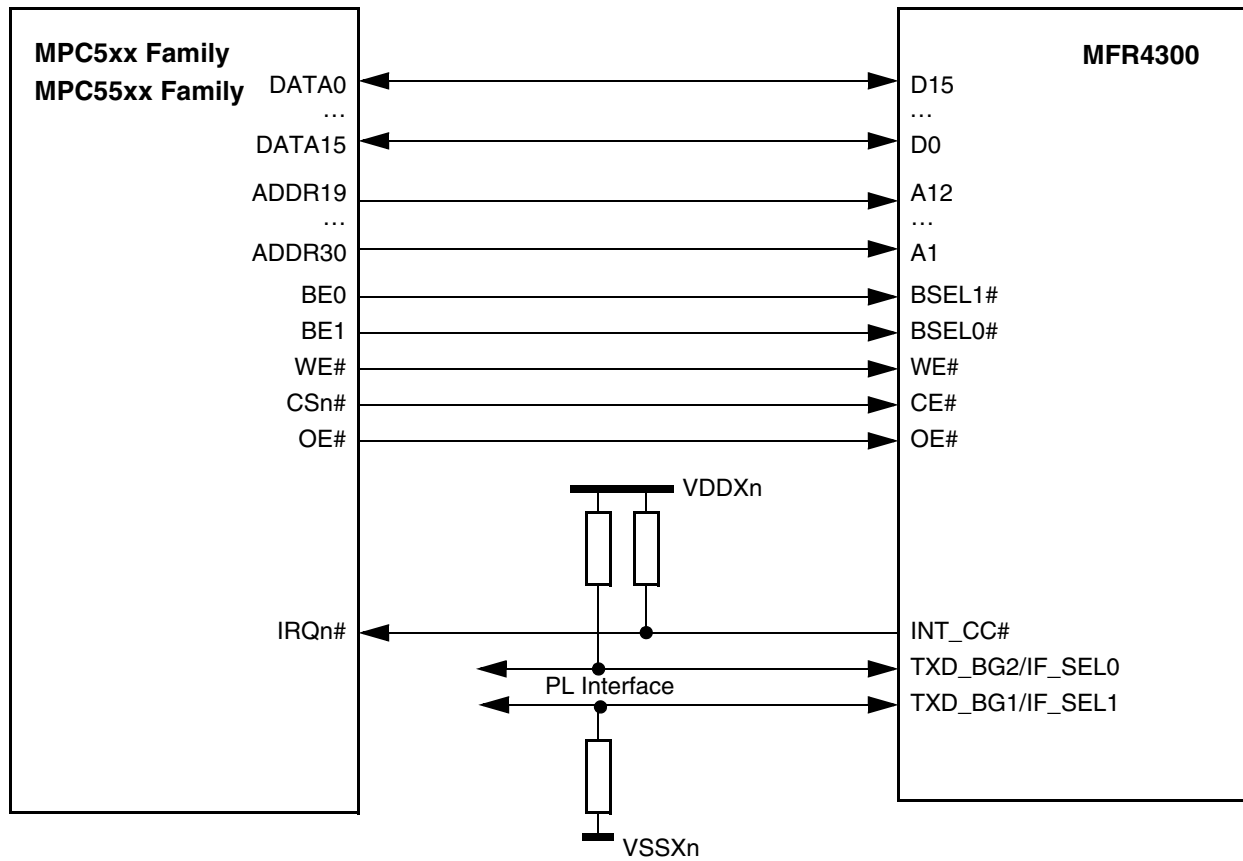 MPC5xx Family
MPC55xx Family
MFR4300
DATA0
D15
...
...
DATA15
D0
ADDR19
A12
...
...
ADDR30
A1
BE0
BSEL1#
BE1
BSEL0#
WE#
WE#
CSn#
CE#
OE#
OE#
VDDXn
IRQn#
INT_CC#
TXD_BG2/IF_SEL0
PL Interface
TXD_BG1/IF_SEL1
VSSXn